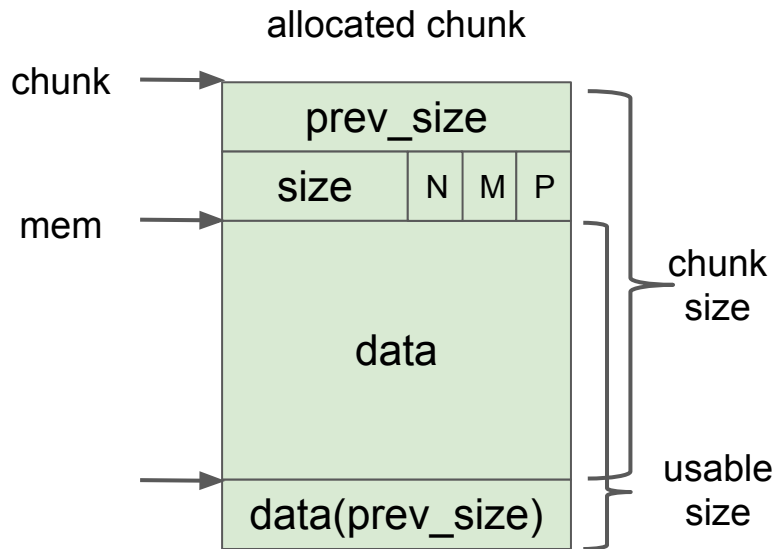 allocated chunk
chunk
prev_size
size N M P
mem
chunk
size
data
usable
size
data(prev_size)